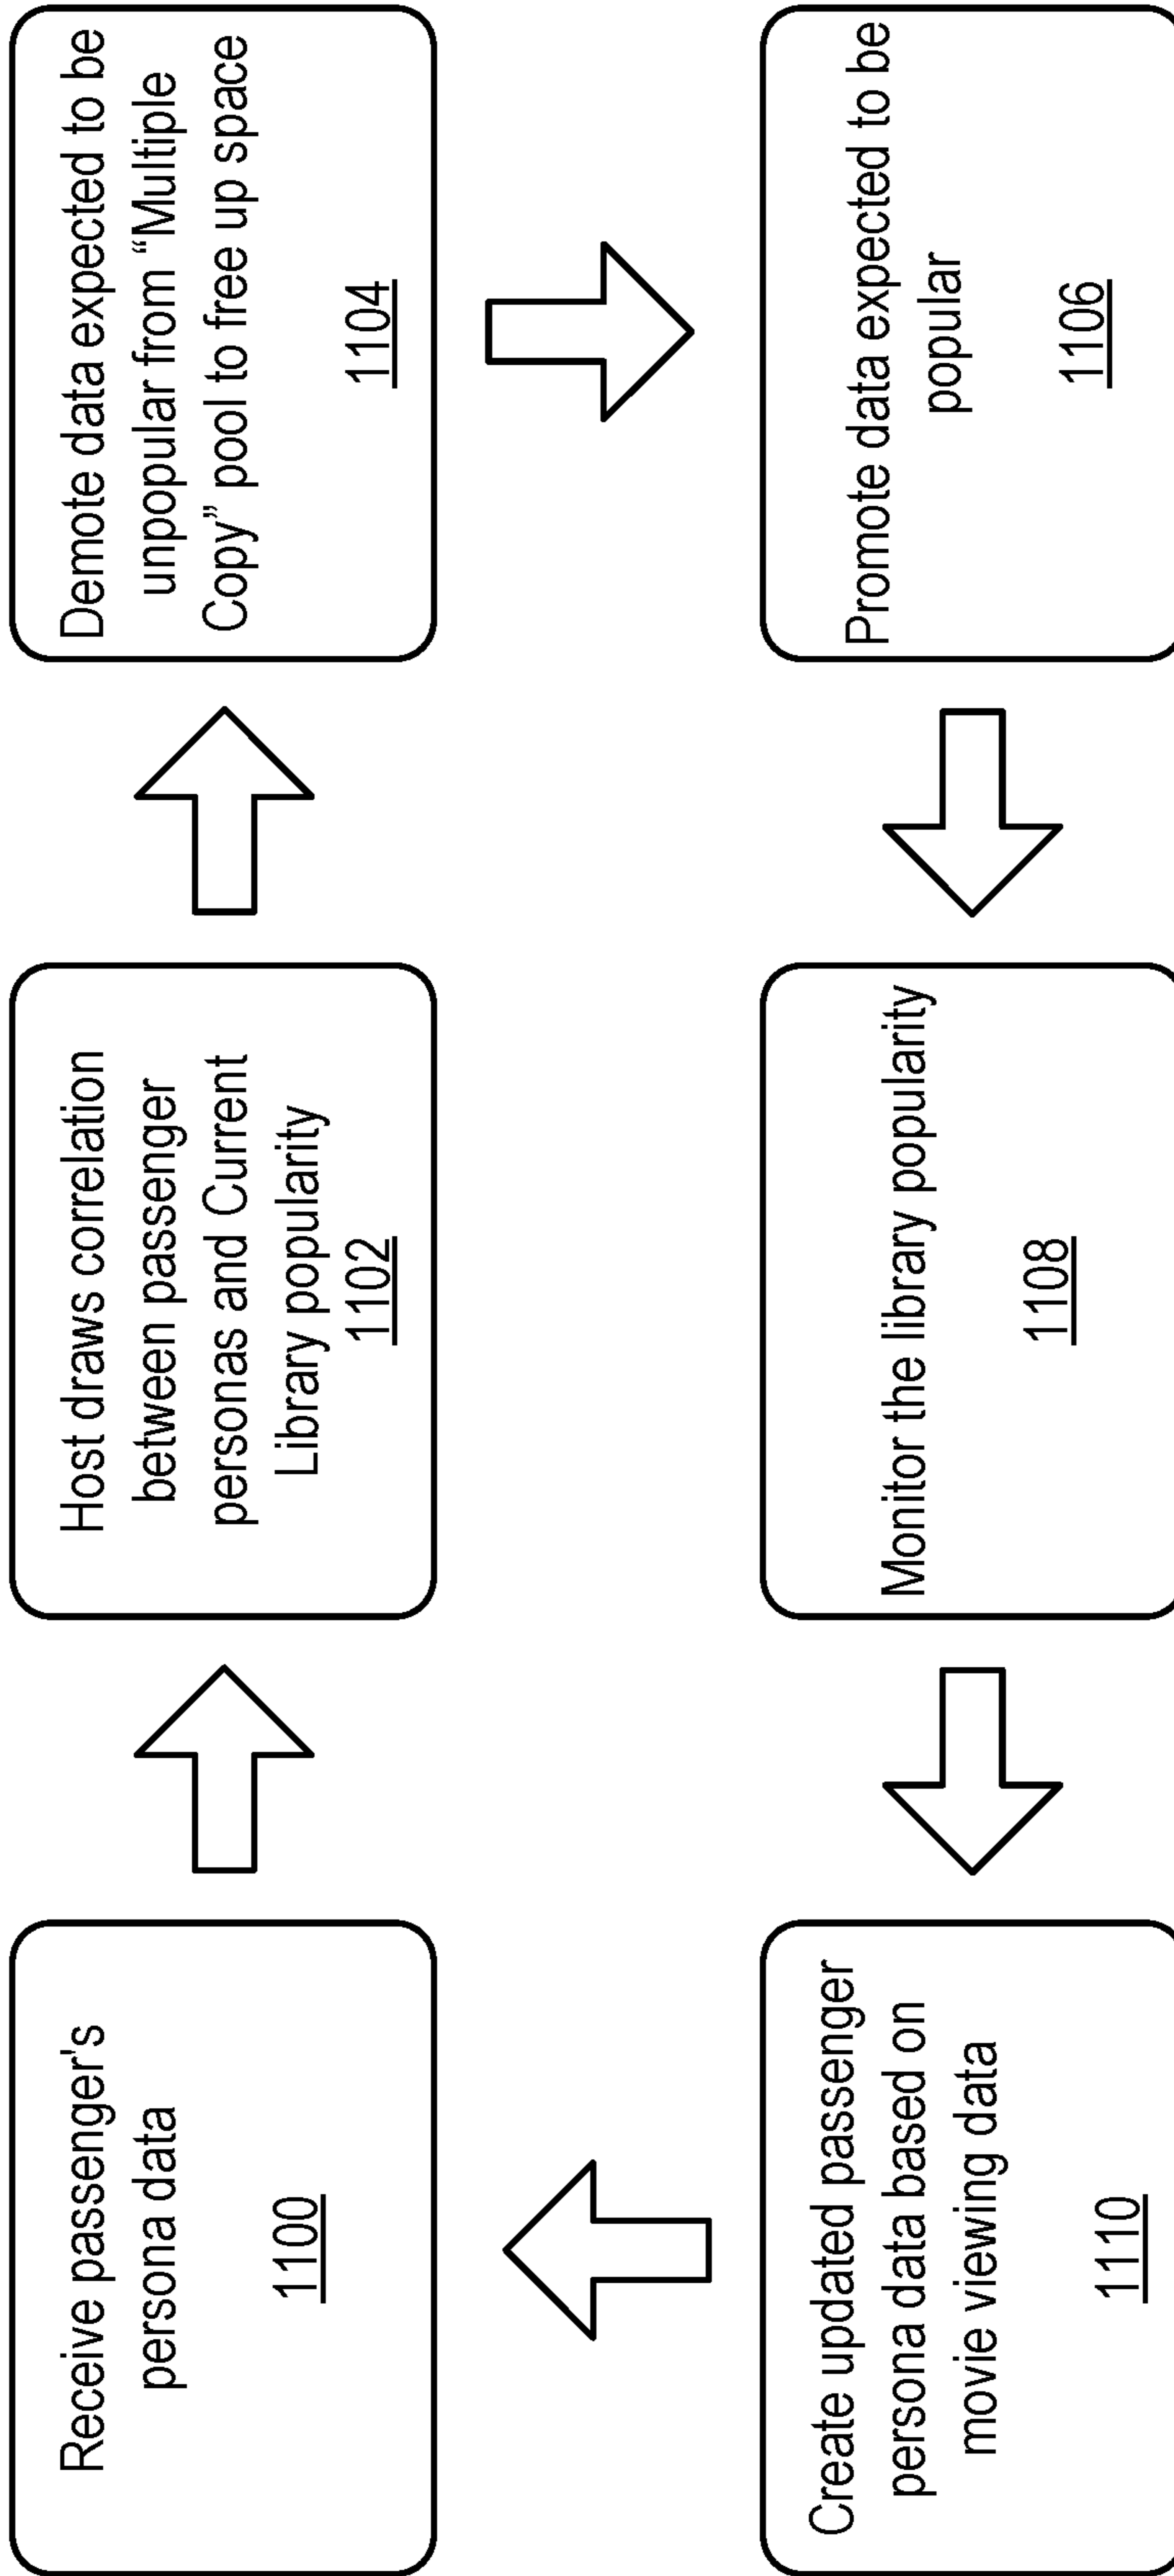 Receive passenger's
persona data
1100
Host draws correlation
between passenger
personas and Current
Library popularity
1102
Demote data expected to be
unpopular from “Multiple
Copy” pool to free up space
1104
Promote data expected to be
popular
1106
Monitor the library popularity
1108
Create updated passenger
persona data based on
movie viewing data
1110